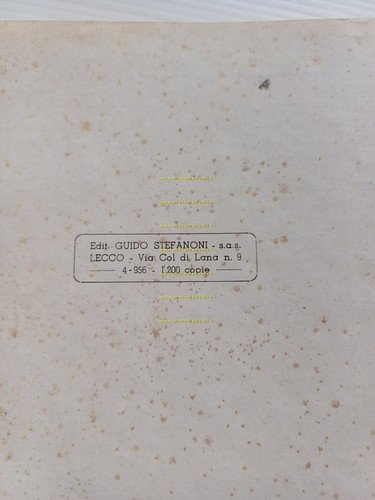 Edit. GUIDO STEFANONI - s.a.s.
LECCO - Via Col di Lana n. 9
4 - 956 - 1.200 copie